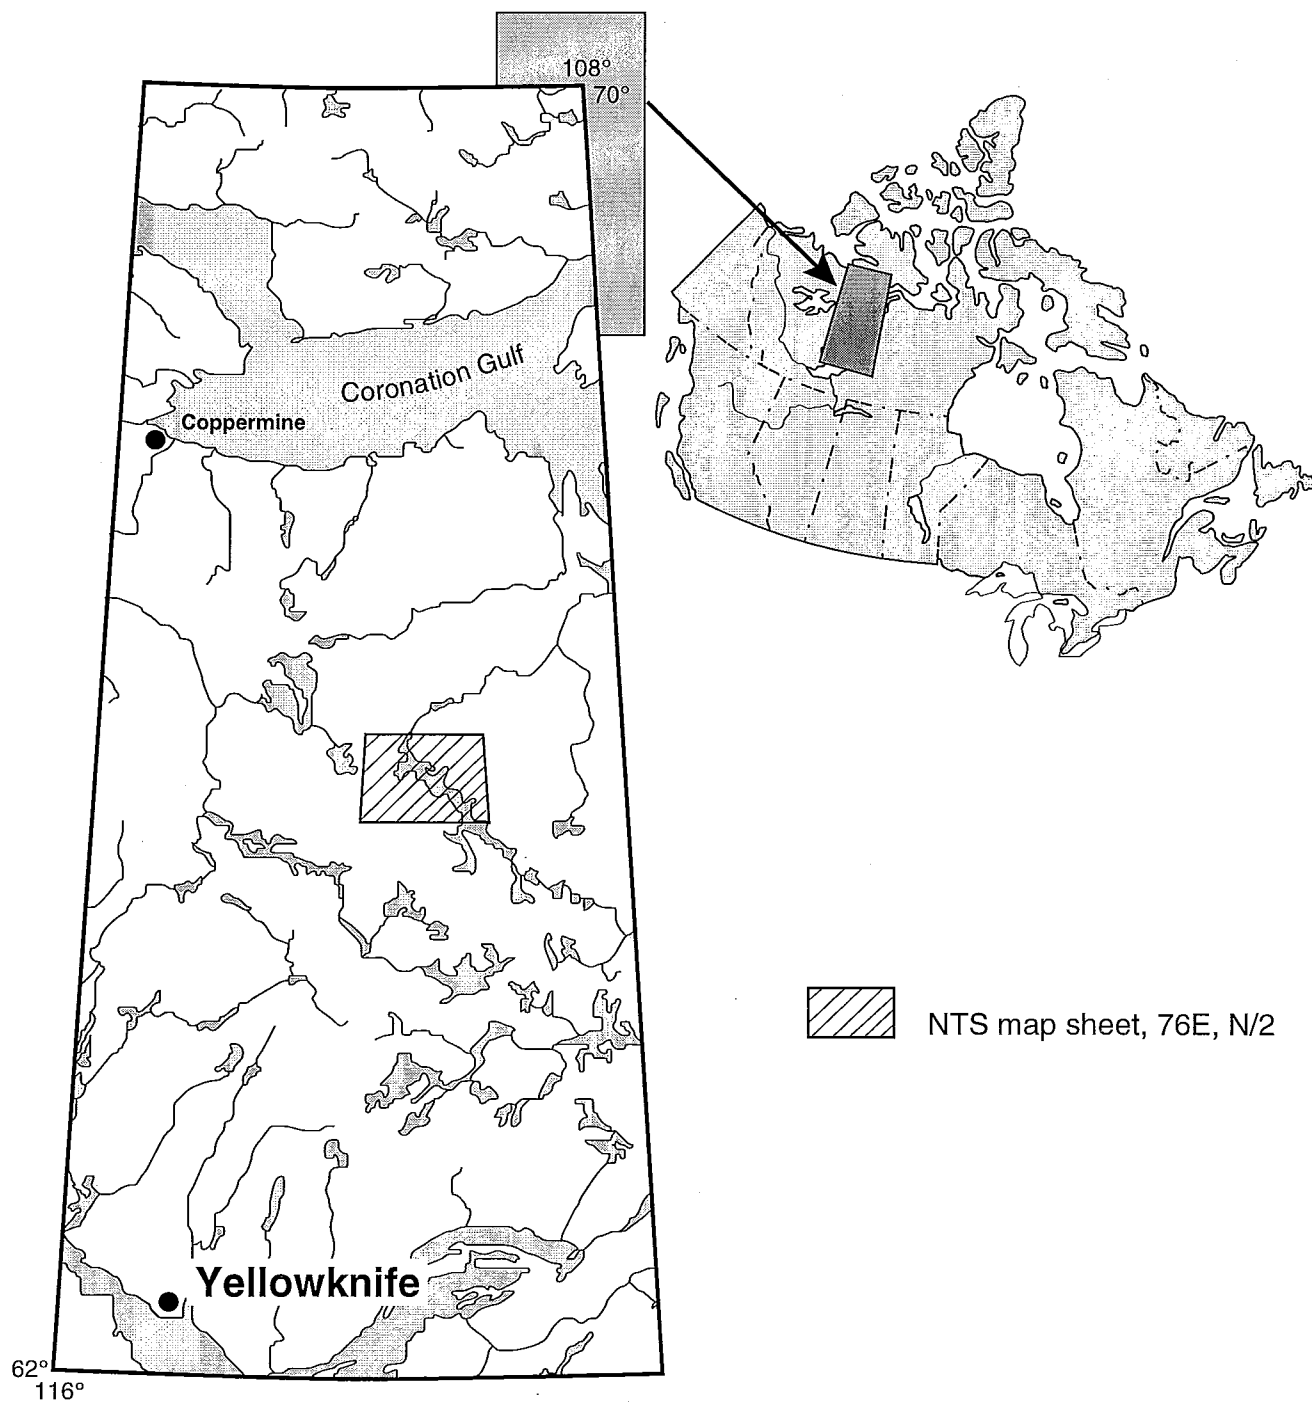 108°
70°
Coronation Gulf
Coppermine
NTS map sheet, 76E, N/2
Yellowknife
62°
116°